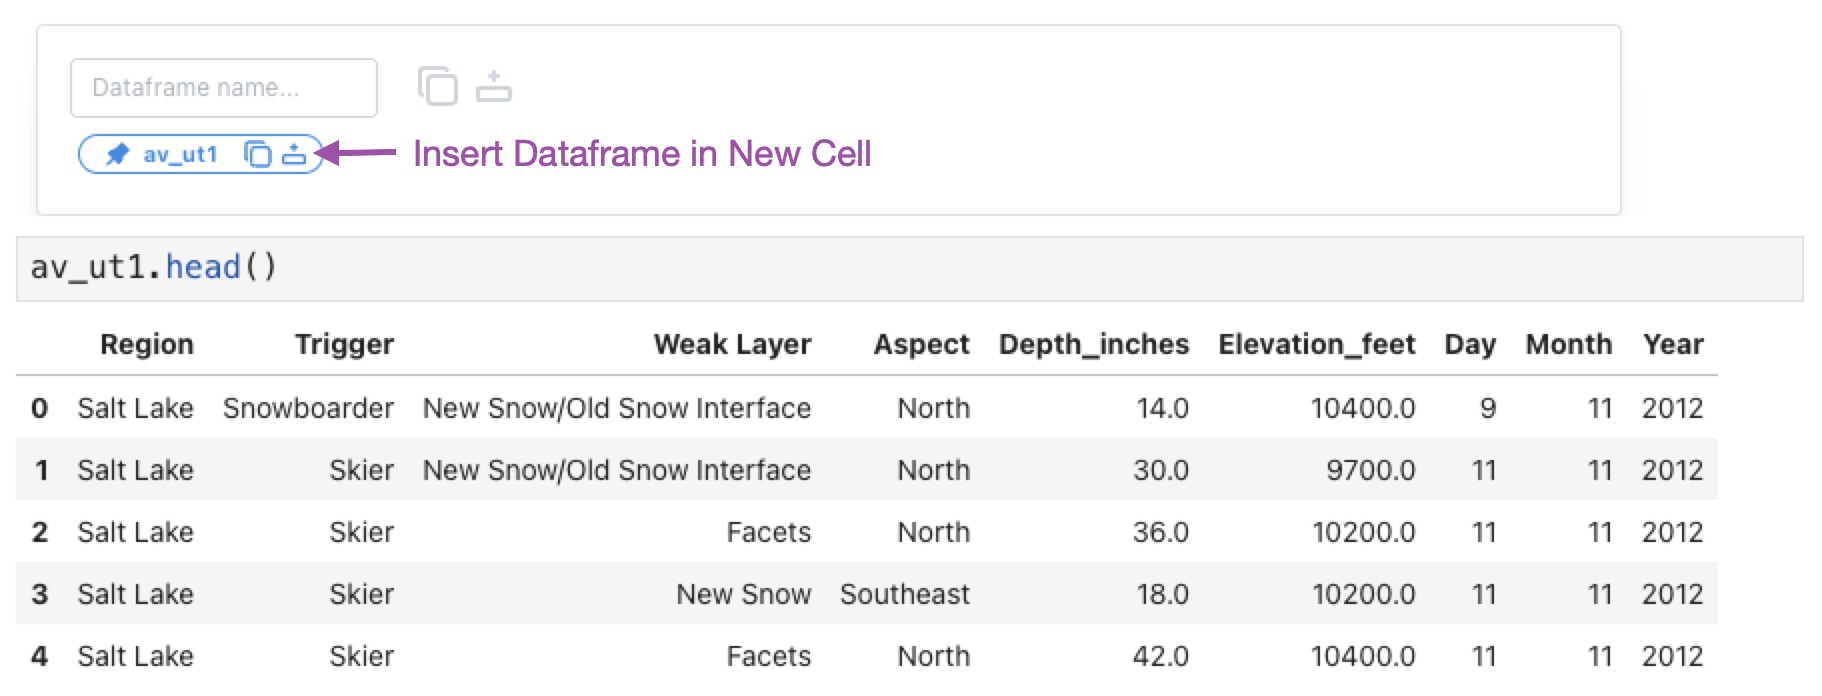 Dataframe name...
av_ut1
Insert Dataframe in New Cell
av_ut1.head()
Region Trigger Weak Layer Aspect Depth_inches Elevation_feet Day Month Year
0 Salt Lake Snowboarder New Snow/Old Snow Interface North 14.0 10400.0 9 11 2012
1 Salt Lake Skier New Snow/Old Snow Interface North 30.0 9700.0 11 11 2012
2 Salt Lake Skier Facets North 36.0 10200.0 11 11 2012
3 Salt Lake Skier New Snow Southeast 18.0 10200.0 11 11 2012
4 Salt Lake Skier Facets North 42.0 10400.0 11 11 2012